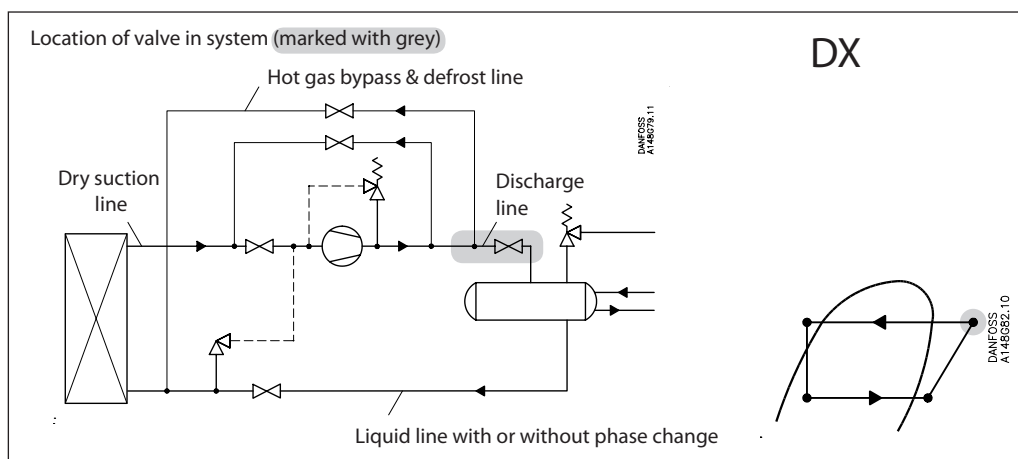 Location of valve in system (marked with grey)
DX
Hot gas bypass & defrost line
DANFOSS
A148G79.11
Dry suction
line
Discharge
line
DANFOSS
A148G82.10
Liquid line with or without phase change